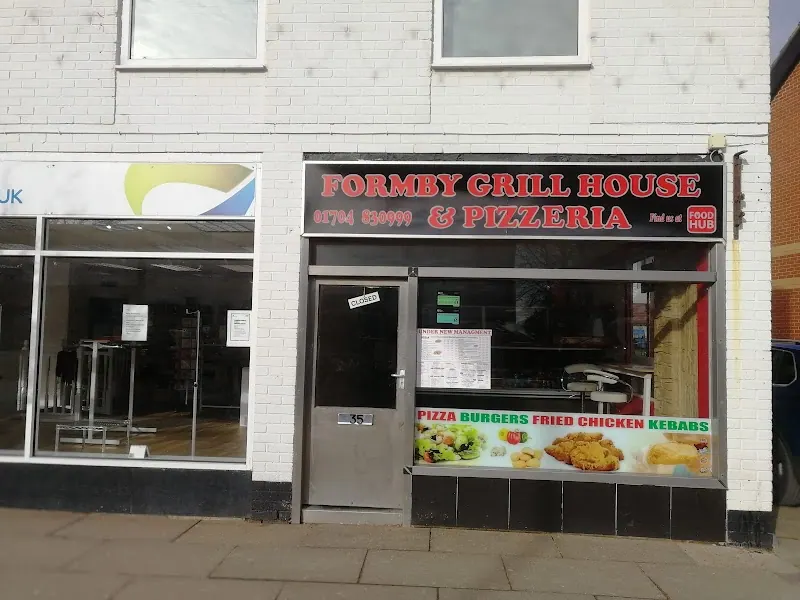 UK
FORMBY GRILL HOUSE
01704 830999 & PIZZERIA Find us at FOOD HUB
CLOSED
UNDER NEW MANAGMENT
35
PIZZA BURGERS FRIED CHICKEN KEBABS